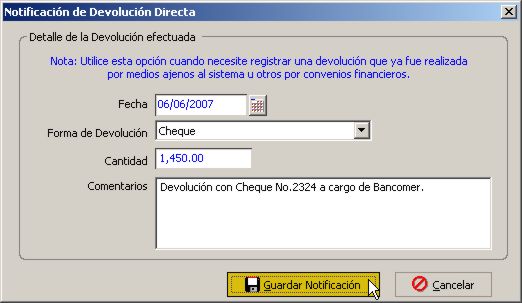 Notificación de Devolución Directa
Detalle de la Devolución efectuada
Nota: Utilice esta opción cuando necesite registrar una devolución que ya fue realizada
por medios ajenos al sistema u otros por convenios financieros.
Fecha 06/06/2007
Forma de Devolución Cheque
Cantidad 1,450.00
Comentarios Devolución con Cheque No.2324 a cargo de Bancomer.
Guardar Notificación Cancelar